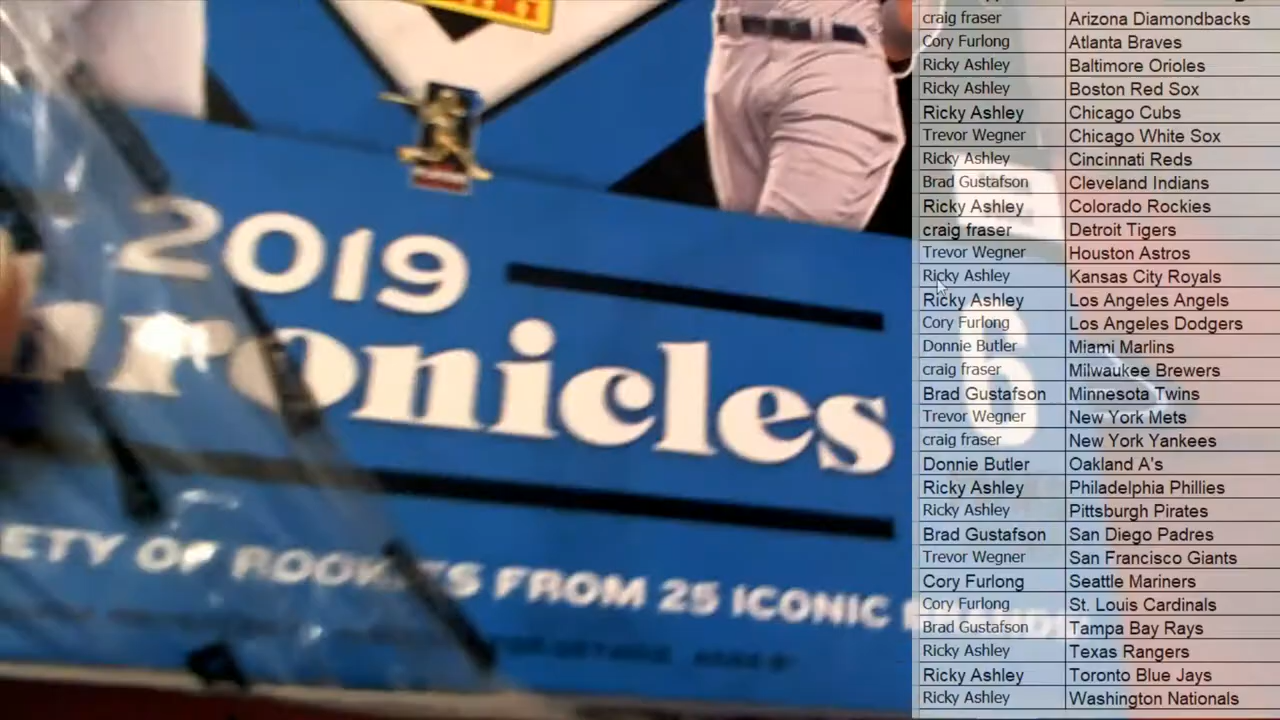 2019
ronicles
ETY OF ROOKIES FROM 25 ICONIC
craig fraser Arizona Diamondbacks
Cory Furlong Atlanta Braves
Ricky Ashley Baltimore Orioles
Ricky Ashley Boston Red Sox
Ricky Ashley Chicago Cubs
Trevor Wegner Chicago White Sox
Ricky Ashley Cincinnati Reds
Brad Gustafson Cleveland Indians
Ricky Ashley Colorado Rockies
craig fraser Detroit Tigers
Trevor Wegner Houston Astros
Ricky Ashley Kansas City Royals
Ricky Ashley Los Angeles Angels
Cory Furlong Los Angeles Dodgers
Donnie Butler Miami Marlins
craig fraser Milwaukee Brewers
Brad Gustafson Minnesota Twins
Trevor Wegner New York Mets
craig fraser New York Yankees
Donnie Butler Oakland A's
Ricky Ashley Philadelphia Phillies
Ricky Ashley Pittsburgh Pirates
Brad Gustafson San Diego Padres
Trevor Wegner San Francisco Giants
Cory Furlong Seattle Mariners
Cory Furlong St. Louis Cardinals
Brad Gustafson Tampa Bay Rays
Ricky Ashley Texas Rangers
Ricky Ashley Toronto Blue Jays
Ricky Ashley Washington Nationals